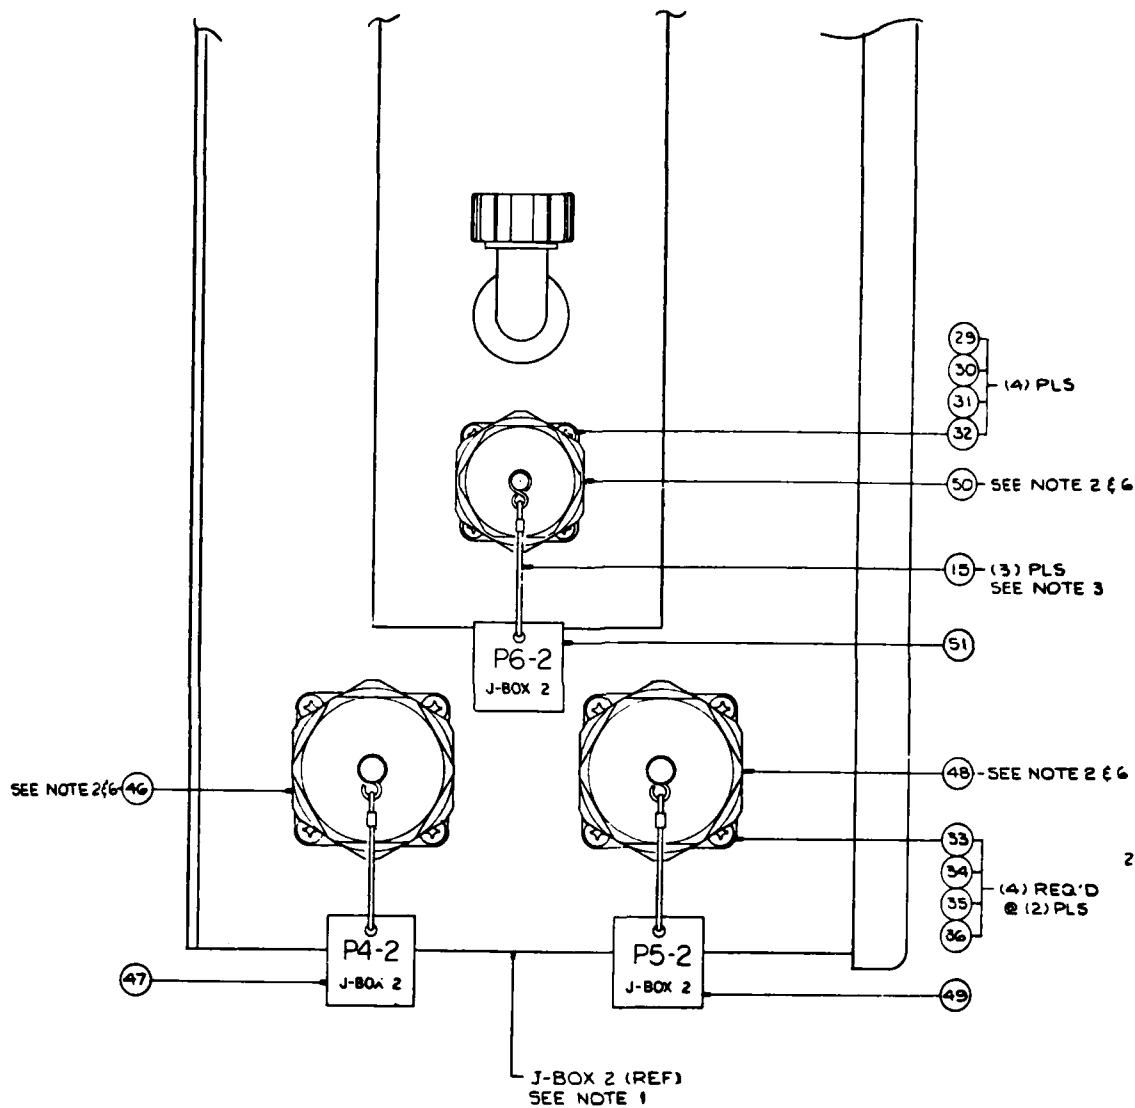 29
30
31
32
(4) PLS
50 SEE NOTE 2 & 6
15 (3) PLS
SEE NOTE 3
51
P6-2
J-BOX 2
SEE NOTE 2 & 6 46
48 - SEE NOTE 2 & 6
33
34
35
36
(4) REQ'D
@ (2) PLS
2
P4-2
J-BOX 2
P5-2
J-BOX 2
47
49
J-BOX 2 (REF)
SEE NOTE 1